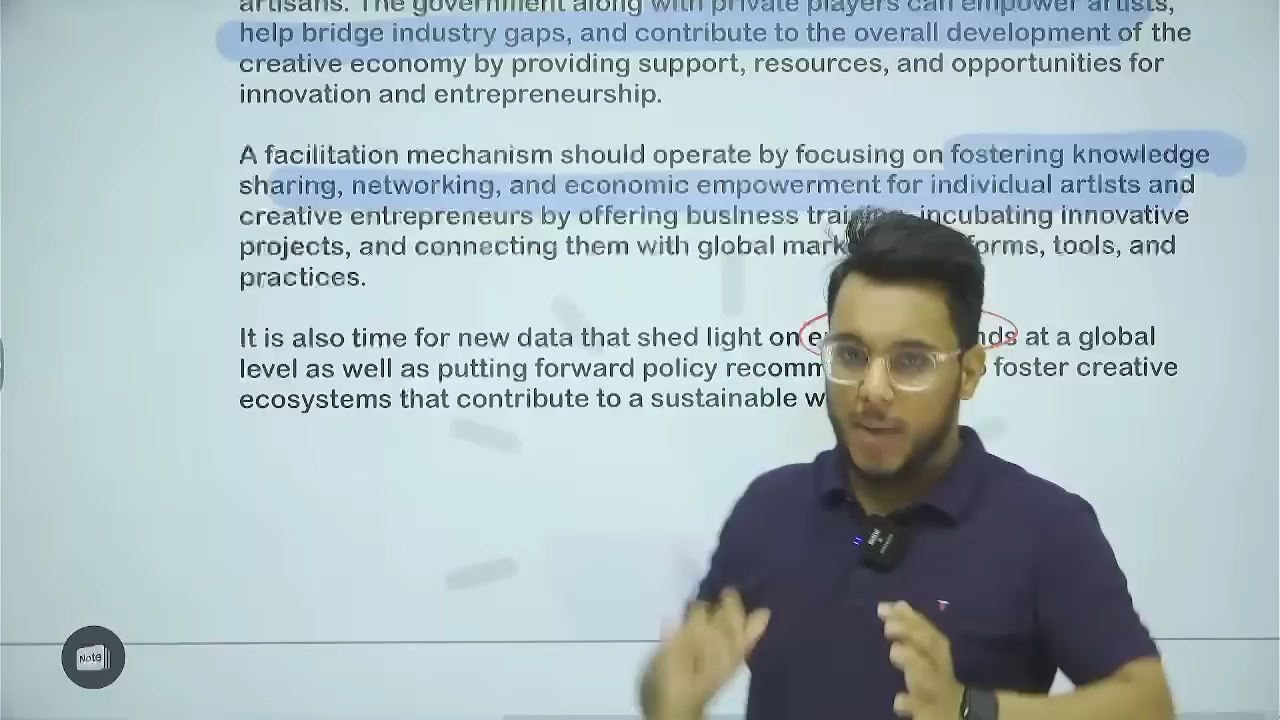 artisans. The government along with private players can empower artists,
help bridge industry gaps, and contribute to the overall development of the
creative economy by providing support, resources, and opportunities for
innovation and entrepreneurship.
A facilitation mechanism should operate by focusing on fostering knowledge
sharing, networking, and economic empowerment for individual artists and
creative entrepreneurs by offering business incubating innovative
projects, and connecting them with global tools, and
practices.
It is also time for new data that shed light on at a global
level as well as putting forward policy foster creative
ecosystems that contribute to a sustainable
Note